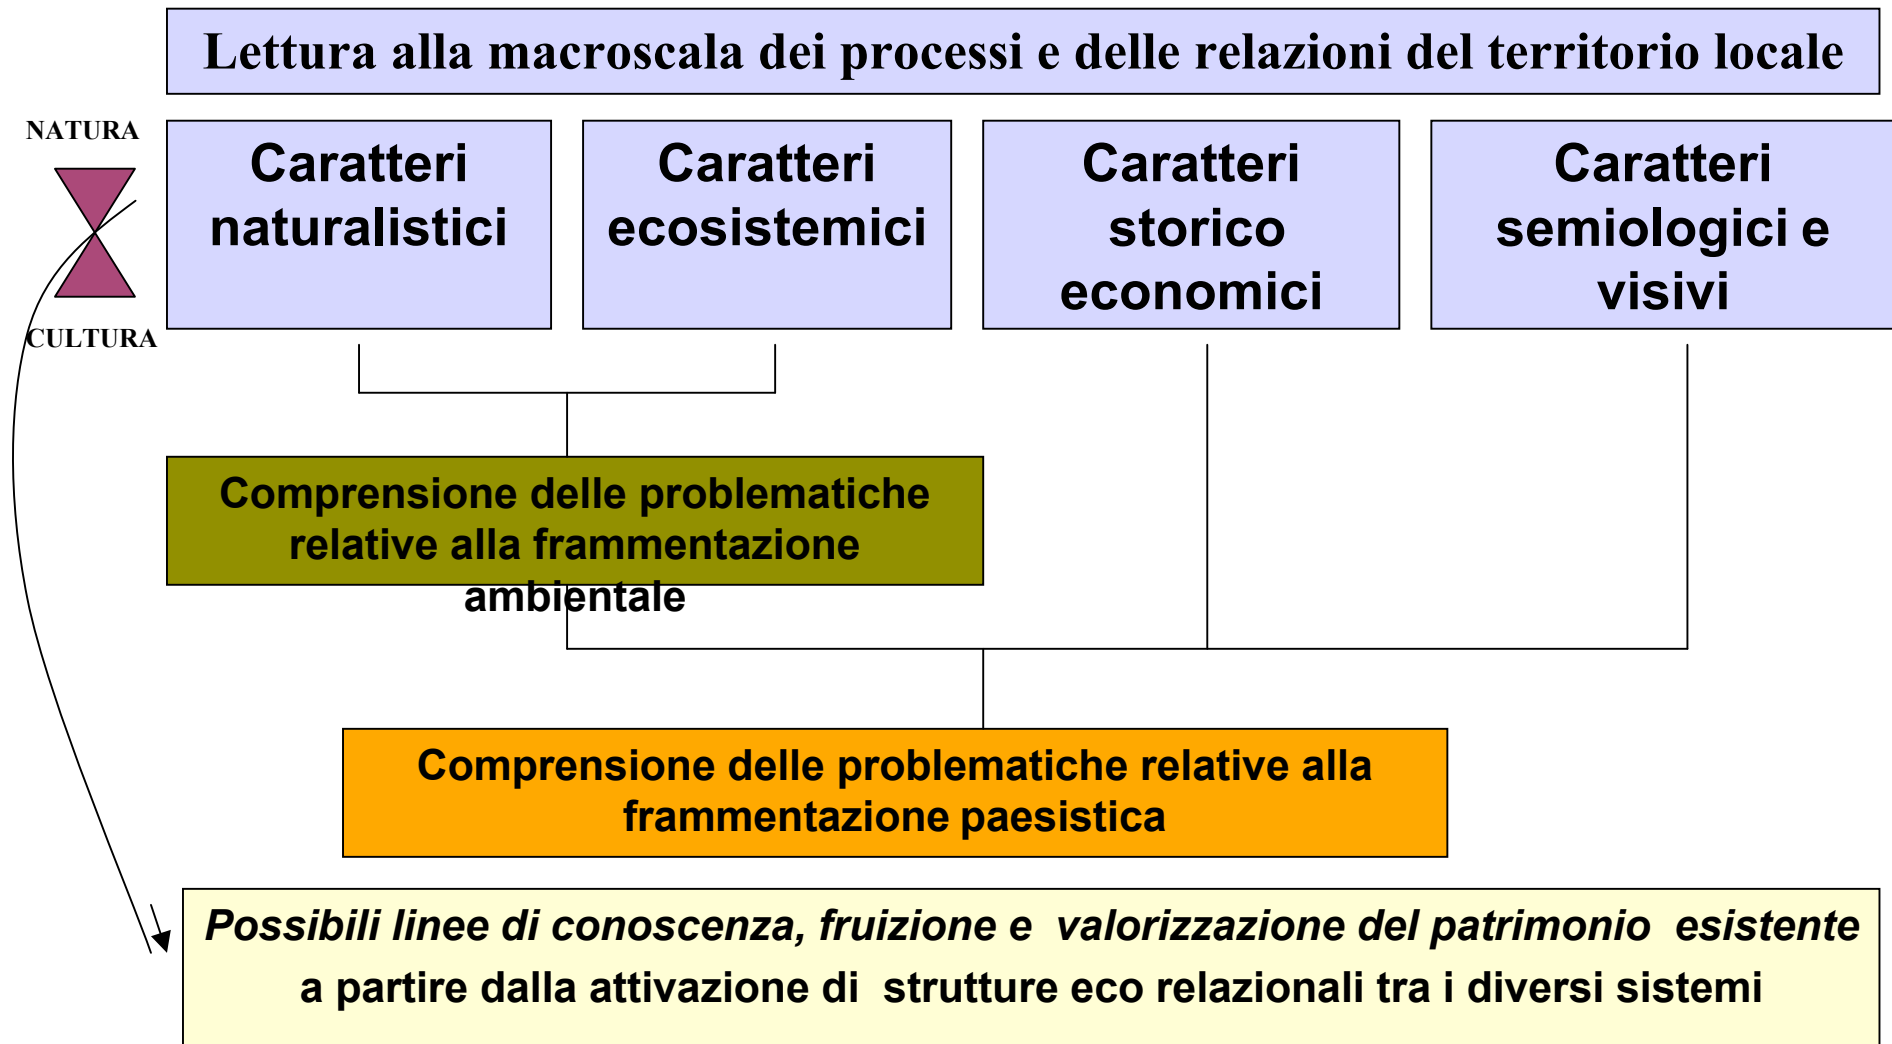 Lettura alla macroscala dei processi e delle relazioni del territorio locale
NATURA
CULTURA
Caratteri
naturalistici
Caratteri
ecosistemici
Caratteri
storico
economici
Caratteri
semiologici e
visivi
Comprensione delle problematiche
relative alla frammentazione
ambientale
Comprensione delle problematiche relative alla
frammentazione paesistica
Possibili linee di conoscenza, fruizione e valorizzazione del patrimonio esistente
a partire dalla attivazione di strutture eco relazionali tra i diversi sistemi